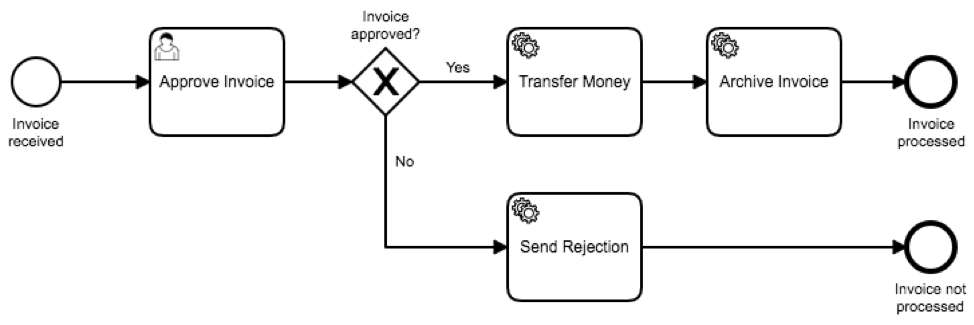 Invoice
received
Approve Invoice
Invoice
approved?
Yes
Transfer Money
Archive Invoice
Invoice
processed
No
Send Rejection
Invoice not
processed